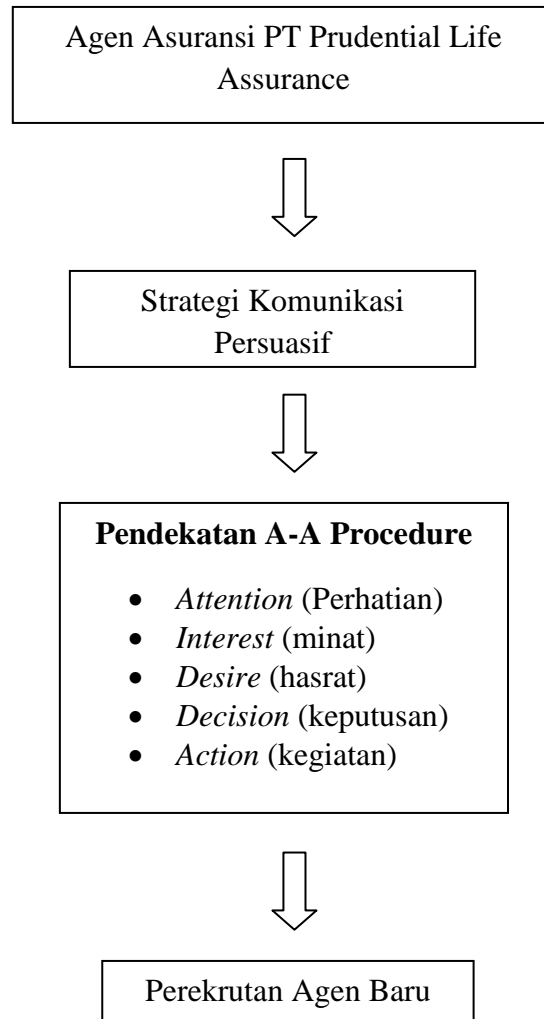 Agen Asuransi PT Prudential Life
Assurance
Strategi Komunikasi
Persuasif
Pendekatan A-A Procedure
• Attention (Perhatian)
• Interest (minat)
• Desire (hasrat)
• Decision (keputusan)
• Action (kegiatan)
Perekrutan Agen Baru